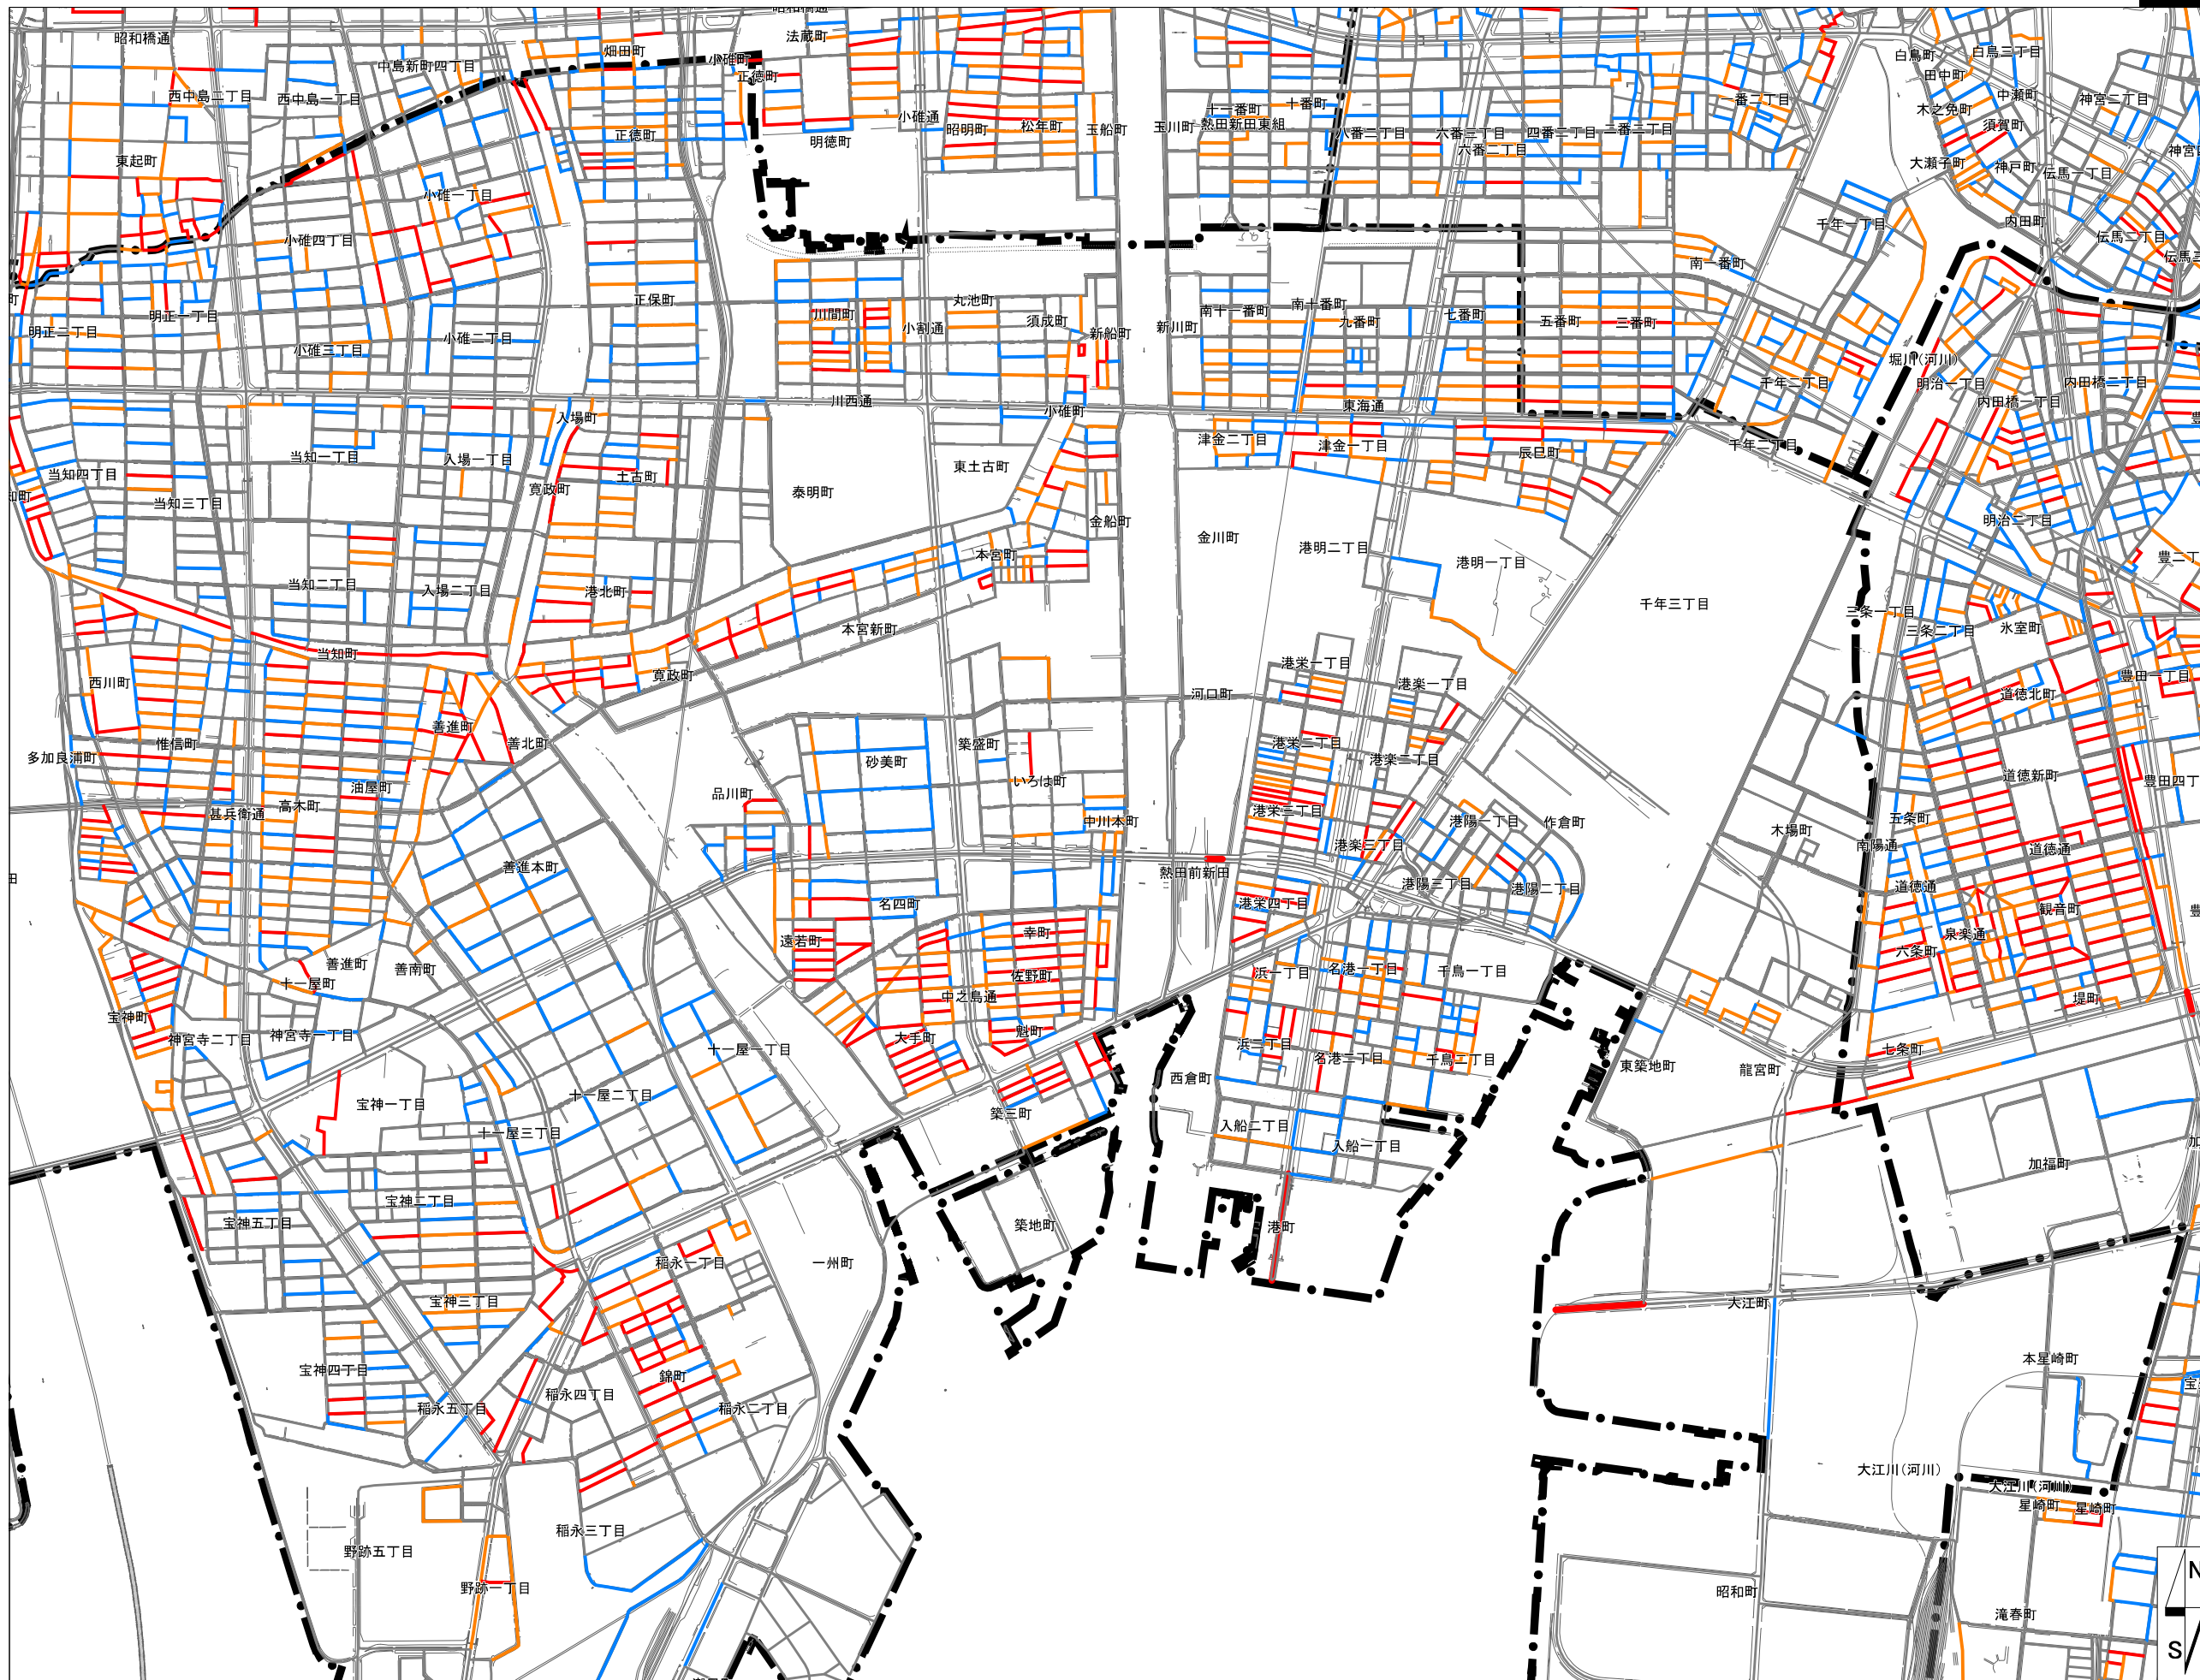 昭和橋通
畑田町
法蔵町
小碓町
正徳町
中島新町四丁目
西中島二丁目
西中島一丁目
東起町
正徳町
明徳町
小碓通
昭明町
松年町
玉船町
玉川町
十一番町
熱田新田東組
十番町
八番二丁目
六番三丁目
六番二丁目
四番二丁目
二番二丁目
一番二丁目
白鳥町
白鳥三丁目
田中町
中瀬町
木之免町
須賀町
神宮二丁目
大瀬子町
神戸町
伝馬一丁目
内田町
伝馬二丁目
千年一丁目
小碓一丁目
小碓四丁目
南一番町
明正二丁目
明正一丁目
小碓三丁目
小碓二丁目
正保町
川間町
小割通
丸池町
須成町
新船町
新川町
南十一番町
南十番町
九番町
七番町
五番町
三番町
堀川(河川)
明治一丁目
千年二丁目
内田橋二丁目
内田橋一丁目
川西通
小碓町
東海通
入場町
津金二丁目
津金一丁目
辰巳町
千年二丁目
当知四丁目
当知三丁目
当知一丁目
入場一丁目
寛政町
土古町
泰明町
東土古町
金船町
金川町
港明二丁目
港明一丁目
明治二丁目
本宮町
当知二丁目
入場二丁目
港北町
本宮新町
千年三丁目
三条一丁目
三条二丁目
氷室町
当知町
西川町
寛政町
港栄一丁目
港楽一丁目
河口町
豊田一丁目
道徳北町
善進町
善北町
惟信町
多加良浦町
砂美町
築盛町
いろは町
港栄二丁目
港楽二丁目
道徳新町
油屋町
高木町
甚兵衛通
品川町
中川本町
港栄三丁目
港楽三丁目
港陽一丁目
作倉町
木場町
五条町
南陽通
道徳通
善進本町
熱田前新田
港陽三丁目
港陽二丁目
道徳通
名四町
港栄四丁目
観音町
遠若町
幸町
泉楽通
六条町
善進町
善南町
十一屋町
佐野町
中之島通
浜一丁目
名港一丁目
千鳥一丁目
堤町
宝神町
神宮寺二丁目
神宮寺一丁目
十一屋一丁目
大手町
魁町
浜二丁目
名港二丁目
千鳥二丁目
七条町
西倉町
東築地町
龍宮町
宝神一丁目
十一屋二丁目
築三町
十一屋三丁目
入船二丁目
入船一丁目
加福町
宝神二丁目
宝神五丁目
築地町
港町
稲永一丁目
一州町
宝神三丁目
大江町
宝神四丁目
錦町
稲永四丁目
稲永五丁目
稲永二丁目
本星崎町
大江川(河川)
大江川(河川)
星崎町
星崎町
稲永三丁目
野跡五丁目
野跡一丁目
昭和町
滝春町
N
S